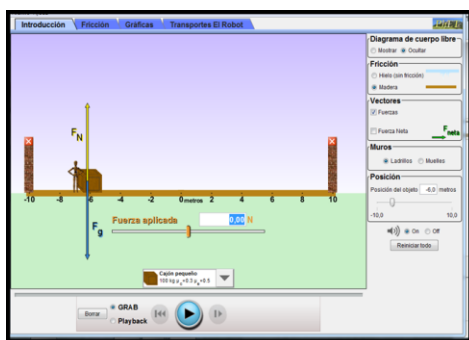 Introducción Fricción Gráficas Transportes El Robot
Diagrama de cuerpo libre
Mostrar Ocultar
Fricción
Hielo (sin fricción)
Madera
Vectores
Fuerzas
Fuerza Neta F neta
Muros
Ladrillos Muelles
Posición
Posición del objeto -6,0 metros
-10,0 10,0
On Off
Reiniciar todo
F N
-10 -8 -6 -4 -2 0 metros 2 4 6 8 10
F g
Fuerza aplicada 0,00 N
Cajón pequeño
100 kg
Borrar GRAB
Playback